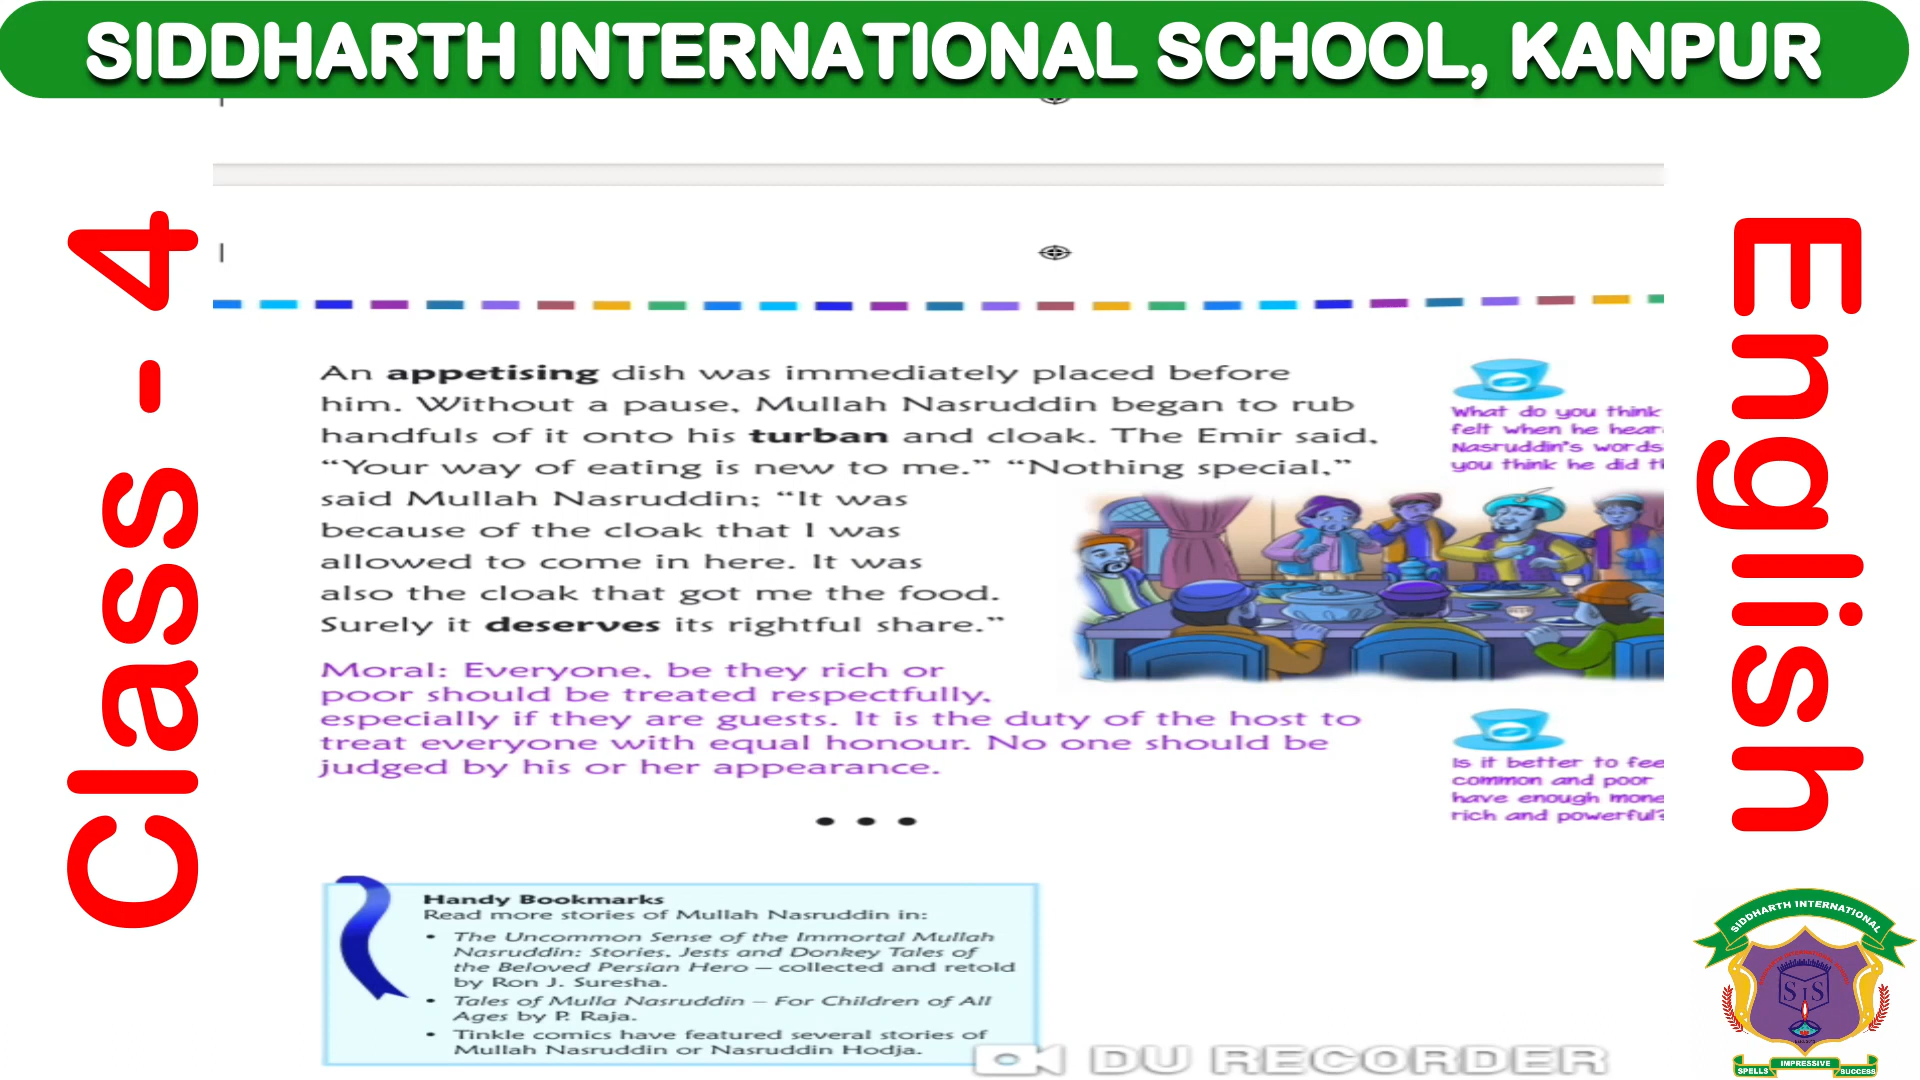 SIDDHARTH INTERNATIONAL SCHOOL, KANPUR
Class - 4
English
An appetising dish was immediately placed before
him. Without a pause, Mullah Nasruddin began to rub
handfuls of it onto his turban and cloak. The Emir said,
“Your way of eating is new to me.” “Nothing special,”
said Mullah Nasruddin; “It was
because of the cloak that I was
allowed to come in here. It was
also the cloak that got me the food.
Surely it deserves its rightful share.”
Moral: Everyone, be they rich or
poor should be treated respectfully,
especially if they are guests. It is the duty of the host to
treat everyone with equal honour. No one should be
judged by his or her appearance.
What do you think
felt when he hear
Nasruddin's words
you think he did t
Is it better to fee
common and poor
have enough mone
rich and powerful?
Handy Bookmarks
Read more stories of Mullah Nasruddin in:
• The Uncommon Sense of the Immortal Mullah
Nasruddin: Stories, Jests and Donkey Tales of
the Beloved Persian Hero – collected and retold
by Ron J. Suresha.
• Tales of Mulla Nasruddin – For Children of All
Ages by P. Raja.
• Tinkle comics have featured several stories of
Mullah Nasruddin or Nasruddin Hodja.
DU RECORDER
SIDDHARTH INTERNATIONAL
SIS
SPELLS IMPRESSIVE SUCCESS